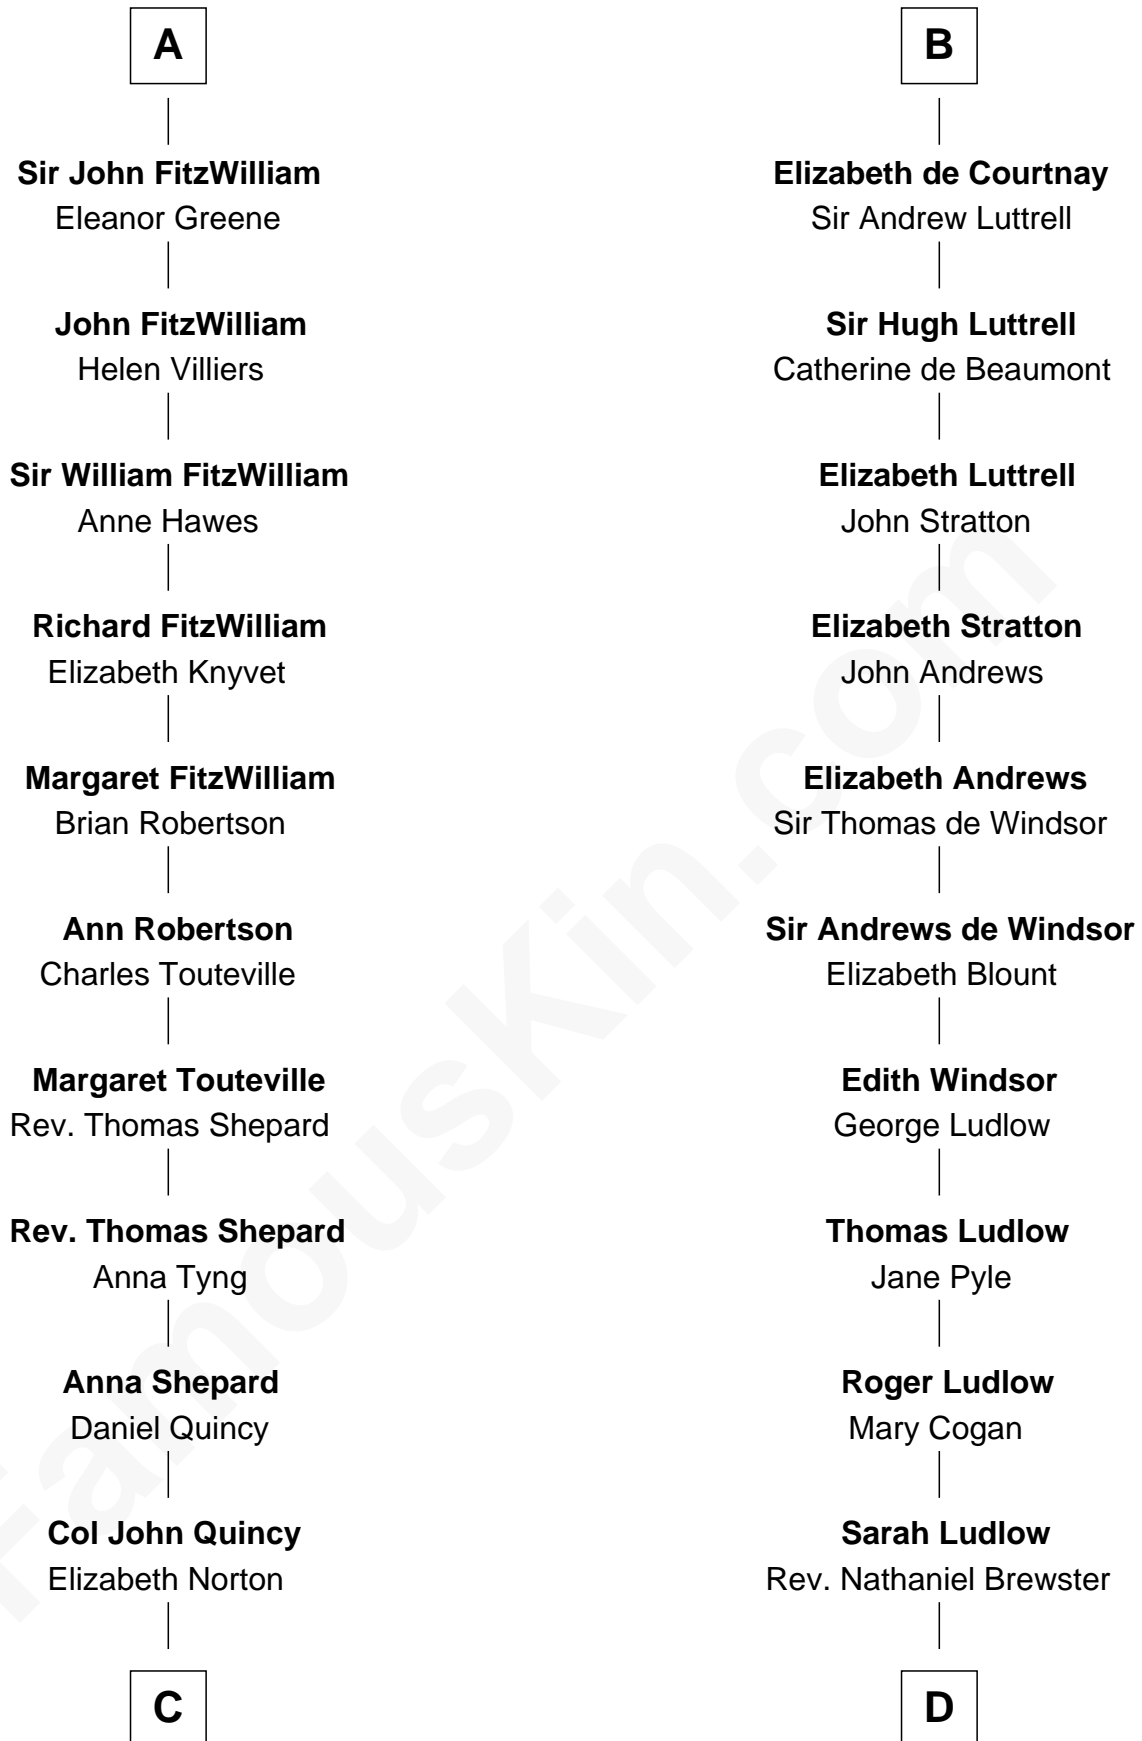 A
Sir John FitzWilliam
Eleanor Greene
John FitzWilliam
Helen Villiers
Sir William FitzWilliam
Anne Hawes
Richard FitzWilliam
Elizabeth Knyvet
Margaret FitzWilliam
Brian Robertson
Ann Robertson
Charles Touteville
Margaret Touteville
Rev. Thomas Shepard
Rev. Thomas Shepard
Anna Tyng
Anna Shepard
Daniel Quincy
Col John Quincy
Elizabeth Norton
C
B
Elizabeth de Courtnay
Sir Andrew Luttrell
Sir Hugh Luttrell
Catherine de Beaumont
Elizabeth Luttrell
John Stratton
Elizabeth Stratton
John Andrews
Elizabeth Andrews
Sir Thomas de Windsor
Sir Andrews de Windsor
Elizabeth Blount
Edith Windsor
George Ludlow
Thomas Ludlow
Jane Pyle
Roger Ludlow
Mary Cogan
Sarah Ludlow
Rev. Nathaniel Brewster
D
FamousKin.com